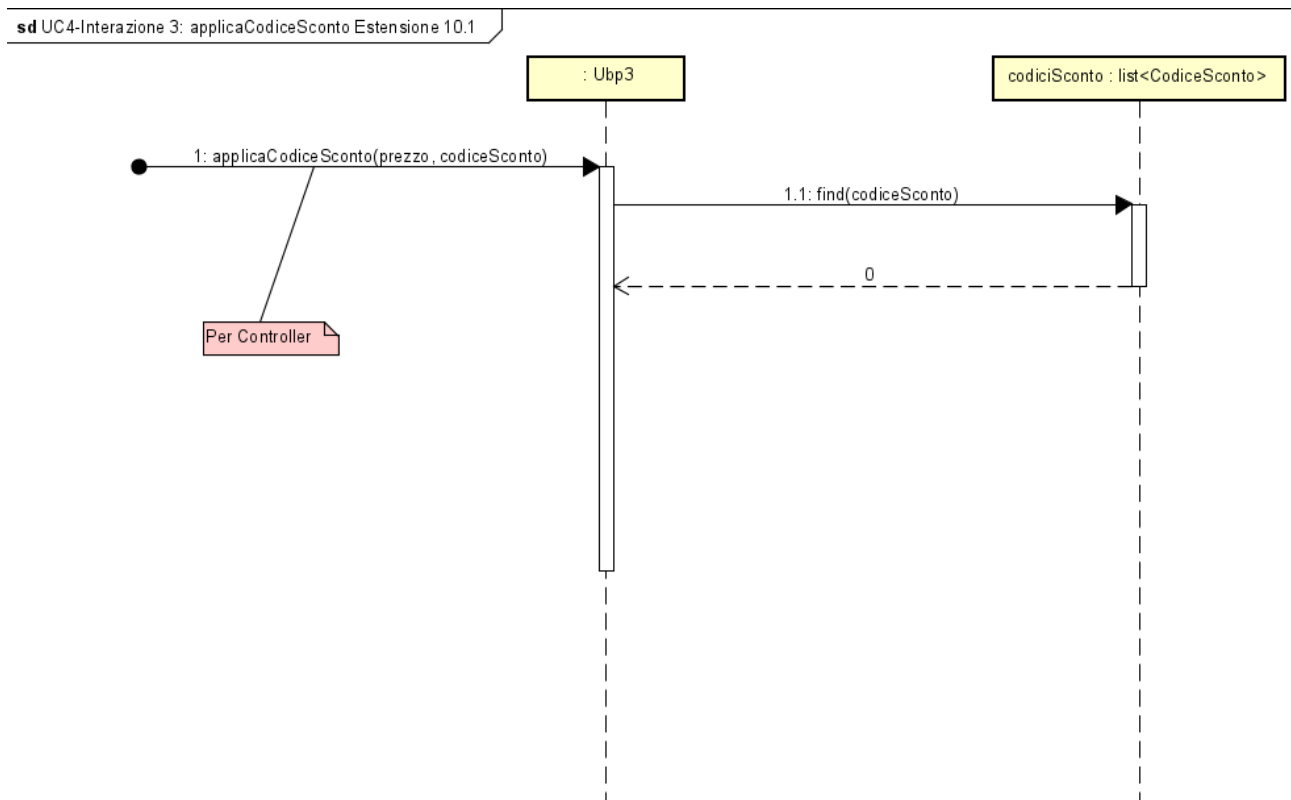 sd UC4-Interazione 3: applicaCodiceSconto Estensione 10.1
: Ubp3
codiciSconto : list<CodiceSconto>
1: applicaCodiceSconto(prezzo, codiceSconto)
1.1: find(codiceSconto)
0
Per Controller